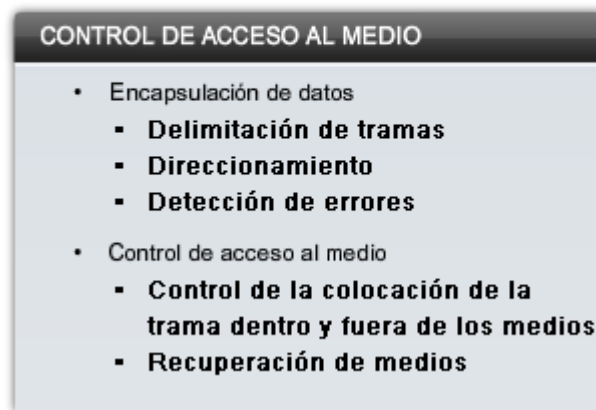 CONTROL DE ACCESO AL MEDIO
• Encapsulación de datos
▪ Delimitación de tramas
▪ Direccionamiento
▪ Detección de errores
• Control de acceso al medio
▪ Control de la colocación de la
trama dentro y fuera de los medios
▪ Recuperación de medios